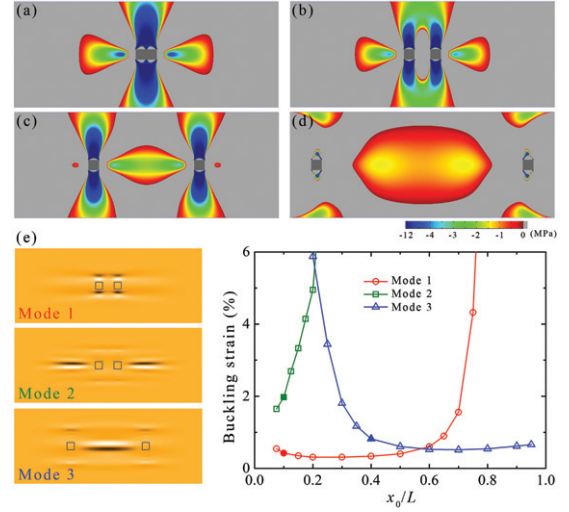 (a)
(b)
(c)
(d)
-12 -3 -2 -1 0 (MPa)
(e)
Mode 1
Mode 2
Mode 3
6
4
2
0
Buckling strain (%)
Mode 1
Mode 2
Mode 3
0.0 0.2 0.4 0.6 0.8 1.0
x₀/L